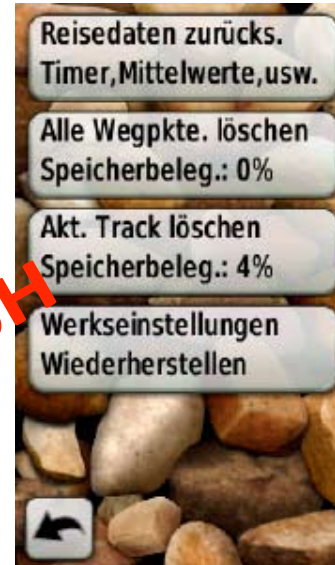 Reisedaten zurücks.
Timer,Mittelwerte,usw.
Alle Wegpkte. löschen
Speicherbeleg.: 0%
Akt. Track löschen
Speicherbeleg.: 4%
Werkseinstellungen
Wiederherstellen